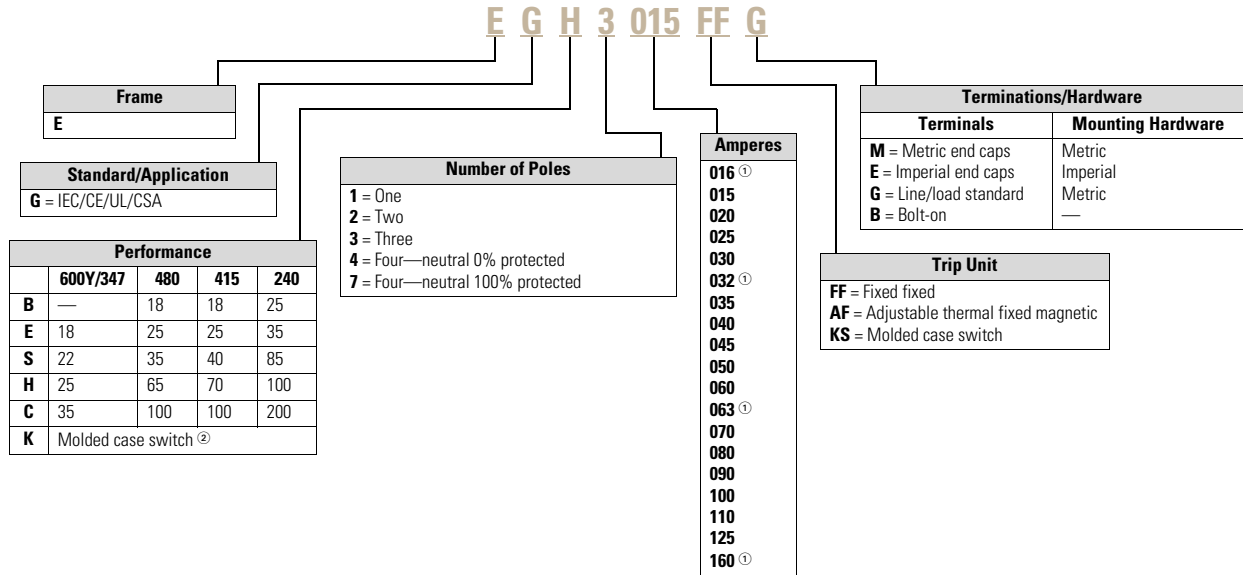 E G H 3 015 FF G
Frame
E
Standard/Application
G = IEC/CE/UL/CSA
Performance
600Y/347 480 415 240
B — 18 18 25
E 18 25 25 35
S 22 35 40 85
H 25 65 70 100
C 35 100 100 200
K Molded case switch ②
Number of Poles
1 = One
2 = Two
3 = Three
4 = Four—neutral 0% protected
7 = Four—neutral 100% protected
Amperes
016 ①
015
020
025
030
032 ①
035
040
045
050
060
063 ①
070
080
090
100
110
125
160 ①
Trip Unit
FF = Fixed fixed
AF = Adjustable thermal fixed magnetic
KS = Molded case switch
Terminations/Hardware
Terminals Mounting Hardware
M = Metric end caps Metric
E = Imperial end caps Imperial
G = Line/load standard Metric
B = Bolt-on —